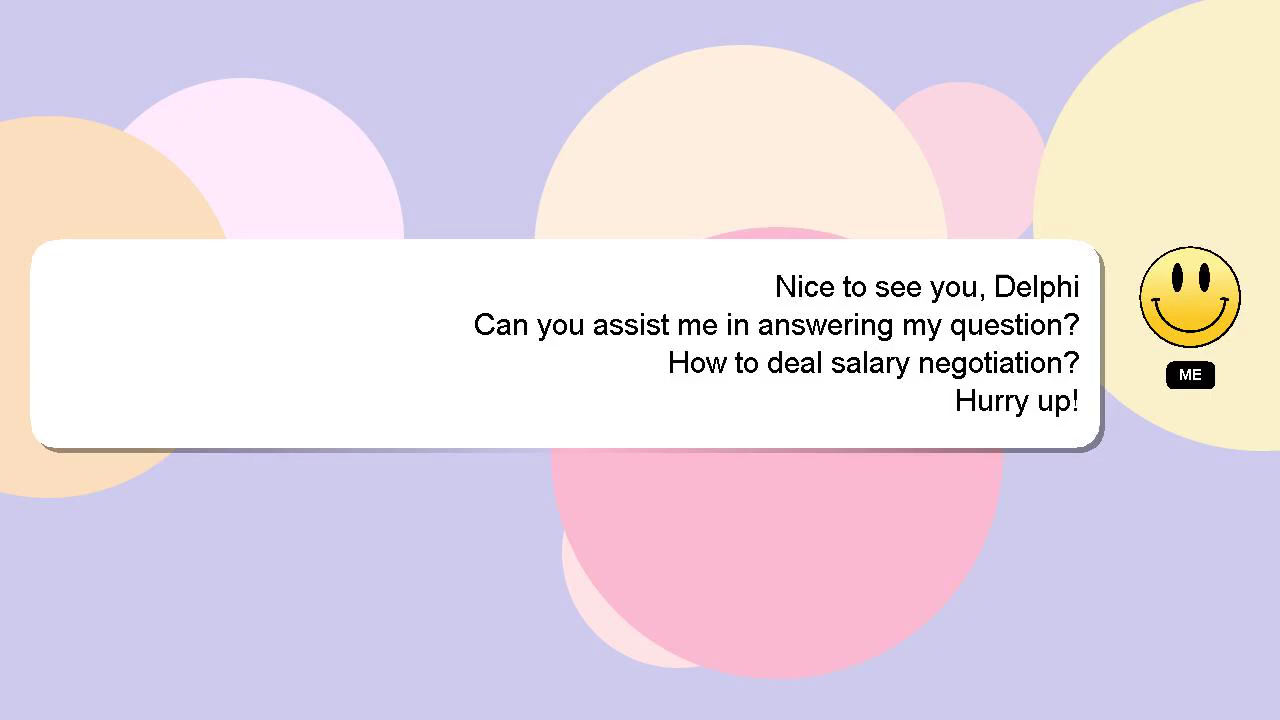 Nice to see you, Delphi
Can you assist me in answering my question?
How to deal salary negotiation?
Hurry up!
ME